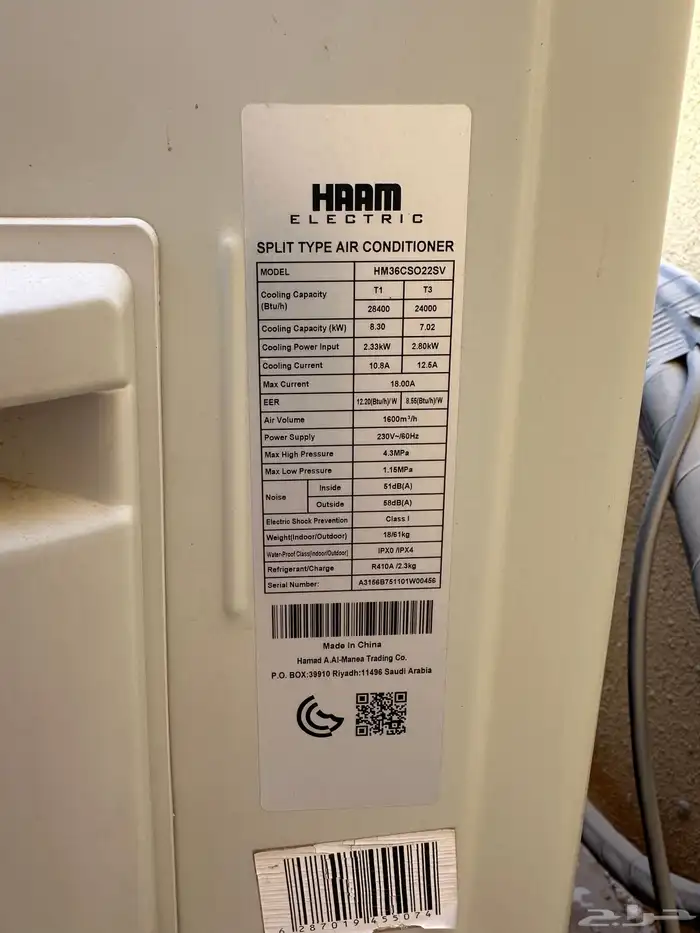 HAAM
ELECTRIC
SPLIT TYPE AIR CONDITIONER
MODEL HM36CSO22SV
Cooling Capacity (Btu/h) T1 T3
28400 24000
Cooling Capacity (kW) 8.30 7.02
Cooling Power Input 2.33kW 2.80kW
Cooling Current 10.8A 12.5A
Max Current 18.00A
EER 12.20(Btu/h)/W 8.55(Btu/h)/W
Air Volume 1600m³/h
Power Supply 230V~/60Hz
Max High Pressure 4.3MPa
Max Low Pressure 1.15MPa
Noise Inside 51dB(A)
Outside 58dB(A)
Electric Shock Prevention Class I
Weight(Indoor/Outdoor) 18/61kg
Water-Proof Class(Indoor/Outdoor) IPX0 /IPX4
Refrigerant/Charge R410A /2.3kg
Serial Number: A3156B751101W00456
Made In China
Hamad A.Al-Manea Trading Co.
P.O. BOX:39910 Riyadh:11496 Saudi Arabia
6 287019 455074
حراج